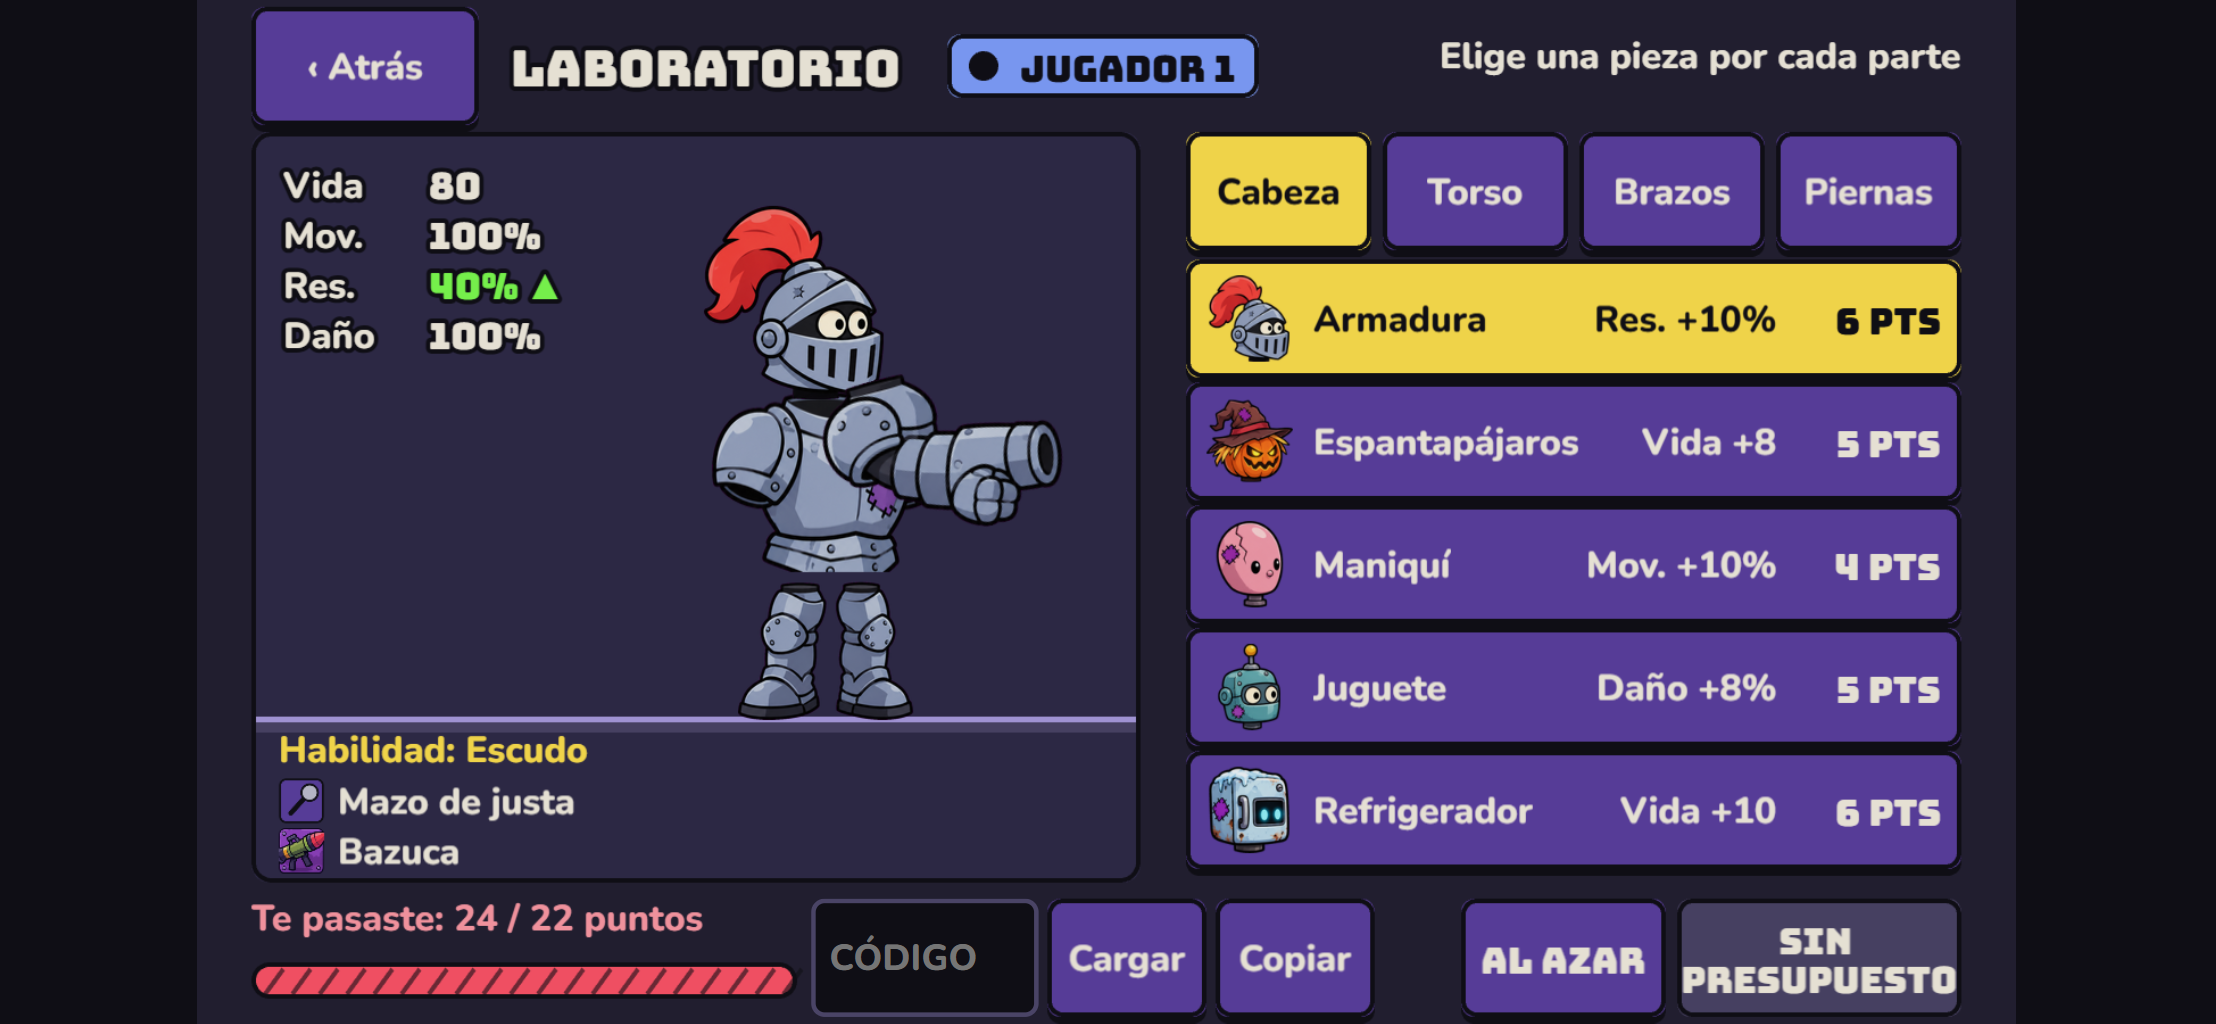 ‹ Atrás
LABORATORIO
JUGADOR 1
Elige una pieza por cada parte
Vida 80
Mov. 100%
Res. 40% ▲
Daño 100%
Habilidad: Escudo
Mazo de justa
Bazuca
Cabeza
Torso
Brazos
Piernas
Armadura Res. +10% 6 PTS
Espantapájaros Vida +8 5 PTS
Maniquí Mov. +10% 4 PTS
Juguete Daño +8% 5 PTS
Refrigerador Vida +10 6 PTS
Te pasaste: 24 / 22 puntos
CÓDIGO
Cargar
Copiar
AL AZAR
SIN
PRESUPUESTO